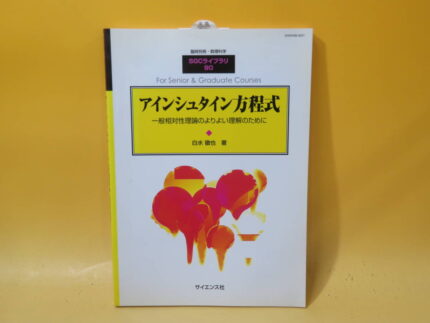 臨時別冊・数理科学
SGCライブラリ
90
For Senior & Graduate Courses
アインシュタイン方程式
一般相対性理論のよりよい理解のために
白水 徹也 著
サイエンス社